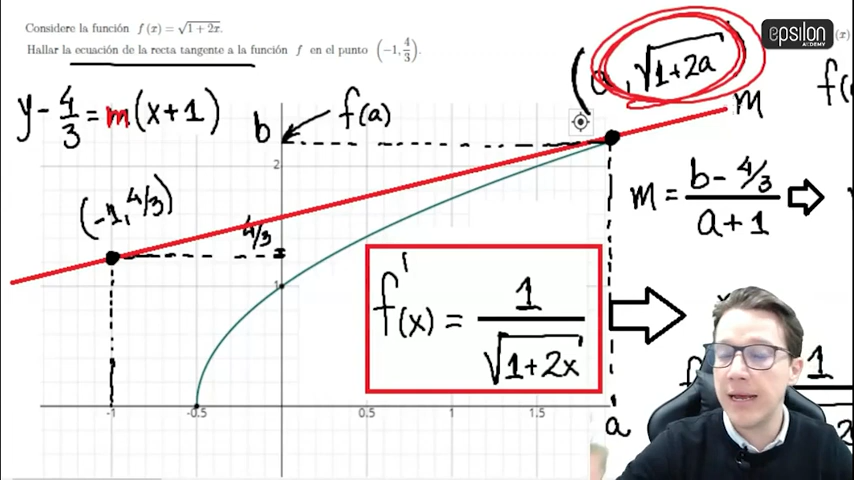 Considere la función f(x) = √1+2x.
Hallar la ecuación de la recta tangente a la función f en el punto (-1, 4/3).
epsilon
ACADEMY
(x)
(a, √1+2a)
m
y - 4/3 = m(x+1)
b
f(a)
2
(-1, 4/3)
4/3
m = b - 4/3 / a + 1
1
f'(x) = 1 / √1+2x
1
-1
-0.5
0.5
1
1.5
a